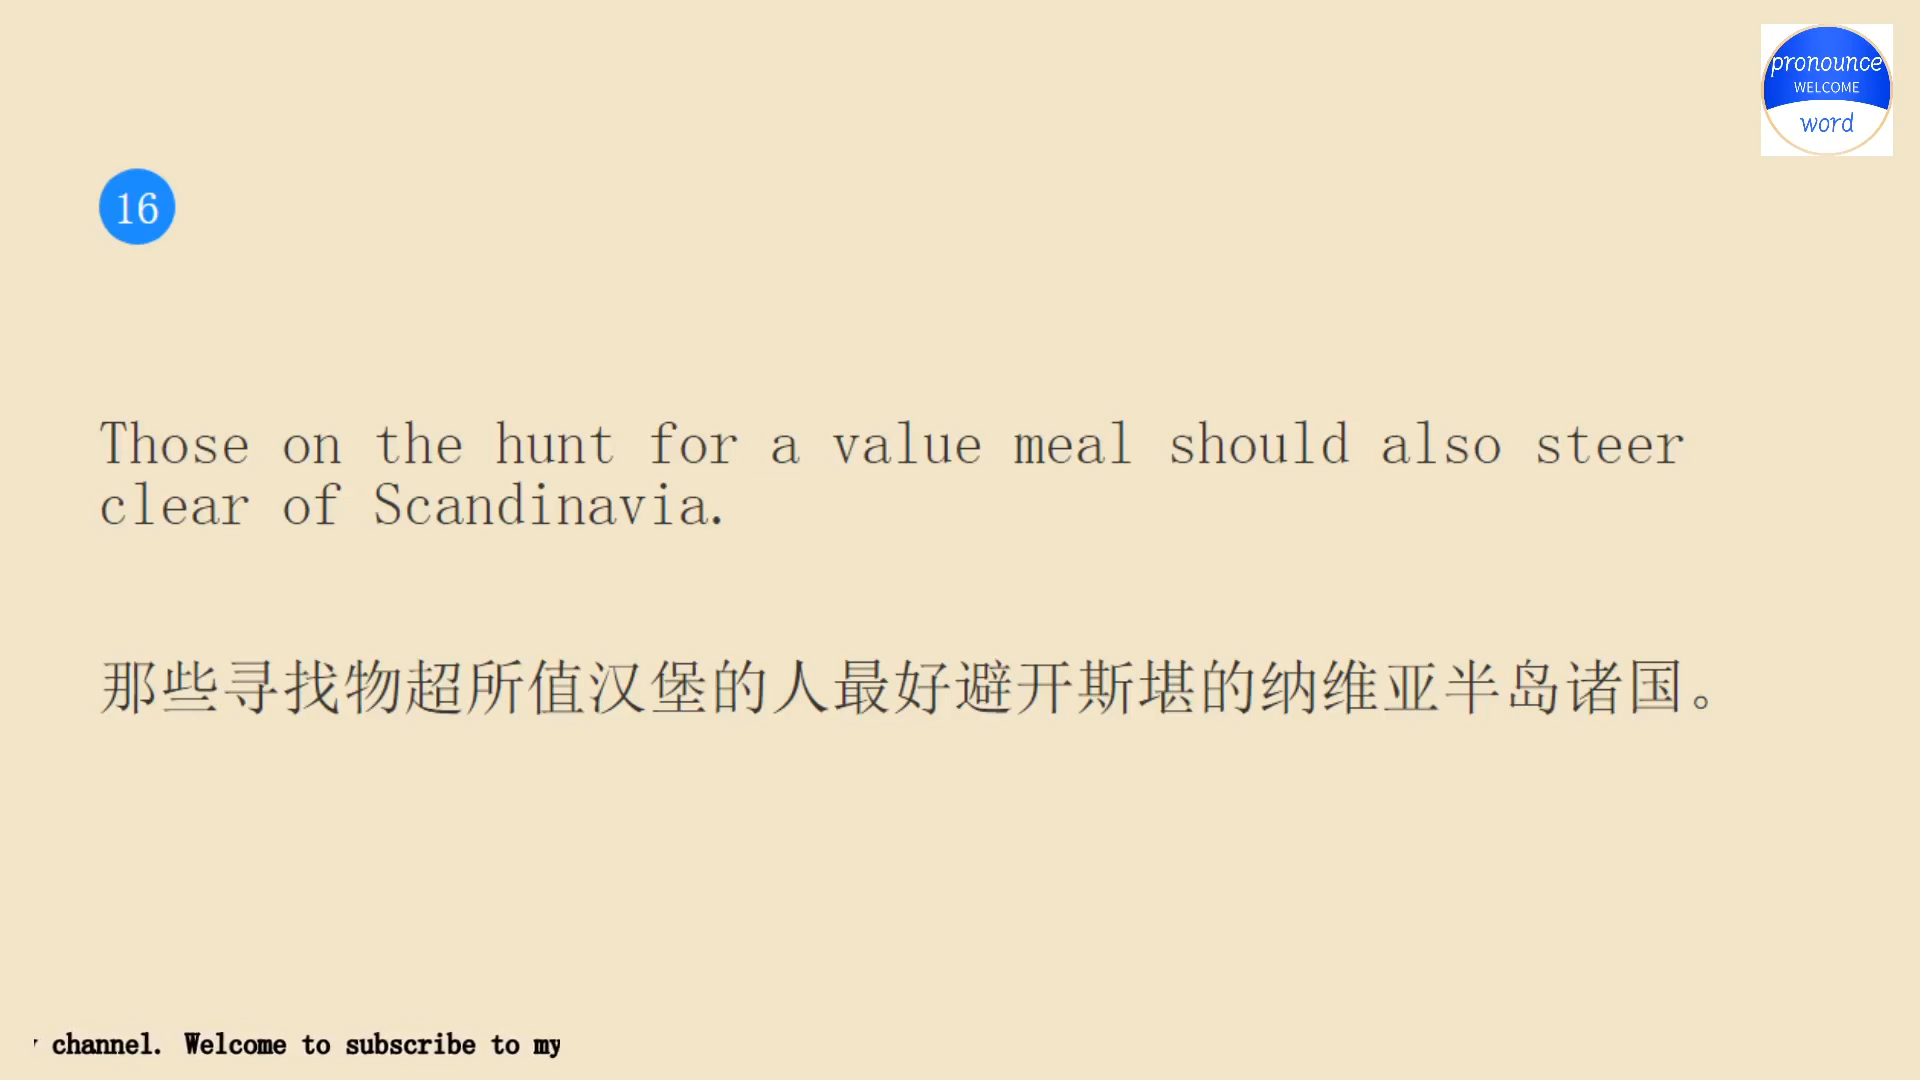 pronounce
WELCOME
word
16
Those on the hunt for a value meal should also steer
clear of Scandinavia.
那些寻找物超所值汉堡的人最好避开斯堪的纳维亚半岛诸国。
channel. Welcome to subscribe to my